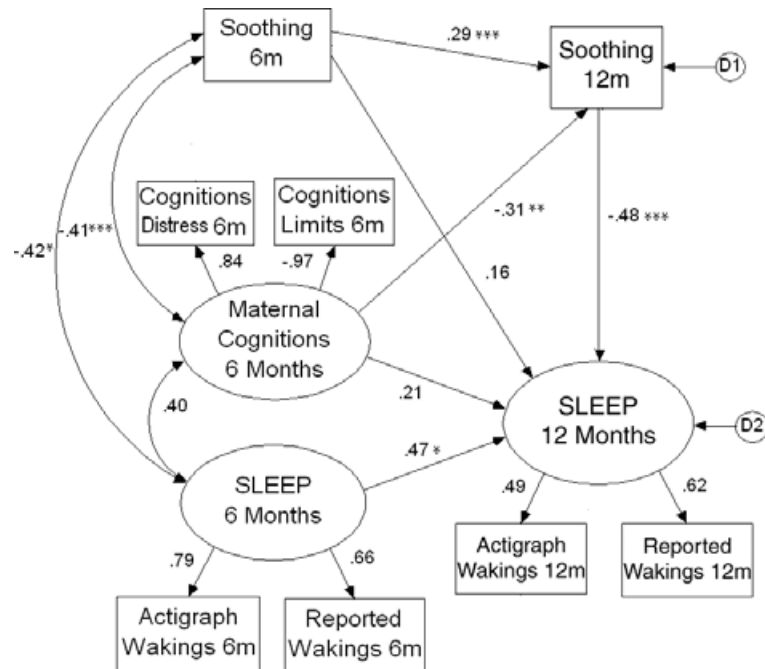 Soothing
6m
.29 ***
Soothing
12m
D1
Cognitions
Distress 6m
Cognitions
Limits 6m
-.42*
-.41***
-.31 **
-.48 ***
.84
-.97
.16
Maternal
Cognitions
6 Months
.40
.21
SLEEP
12 Months
D2
.47 *
SLEEP
6 Months
.49
.62
.79
.66
Actigraph
Wakings 12m
Reported
Wakings 12m
Actigraph
Wakings 6m
Reported
Wakings 6m